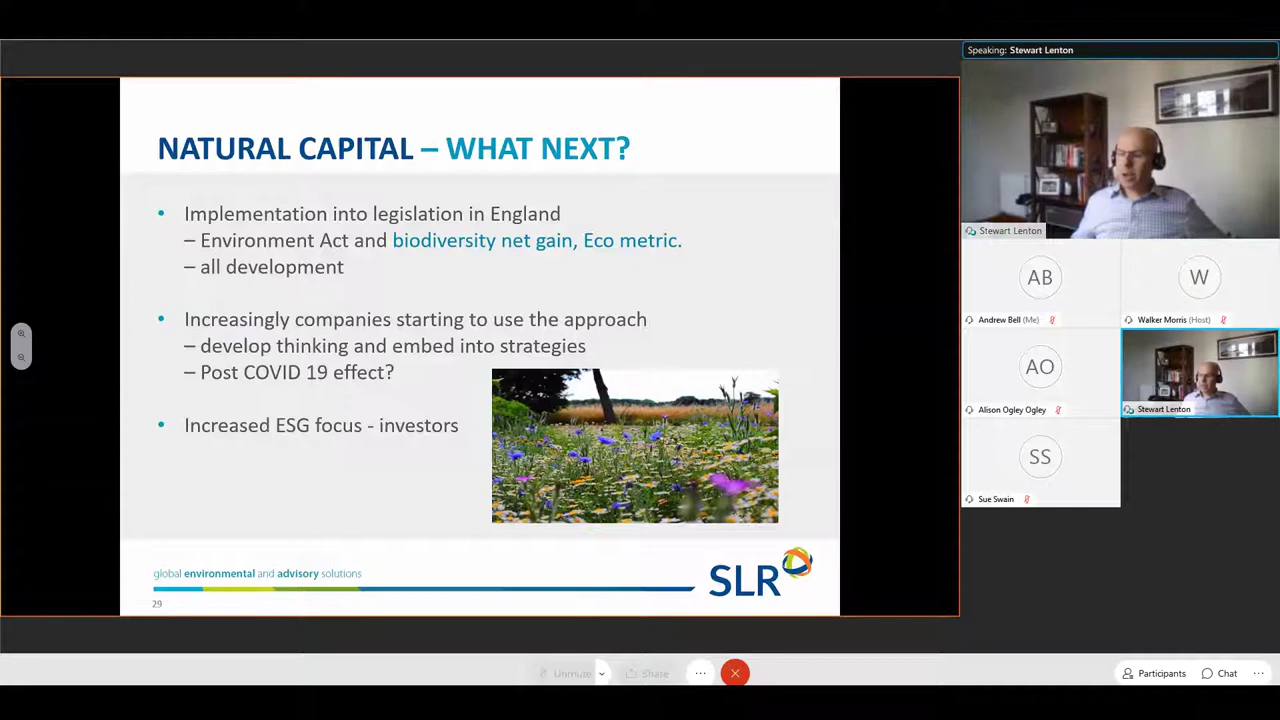 Speaking: Stewart Lenton
NATURAL CAPITAL – WHAT NEXT?
• Implementation into legislation in England
– Environment Act and biodiversity net gain, Eco metric.
– all development
• Increasingly companies starting to use the approach
– develop thinking and embed into strategies
– Post COVID 19 effect?
• Increased ESG focus - investors
global environmental and advisory solutions
SLR
29
Stewart Lenton
AB
W
Andrew Bell (Me)
Walker Morris (Host)
AO
Alison Ogley Ogley
Stewart Lenton
SS
Sue Swain
Unmute
Share
Participants
Chat